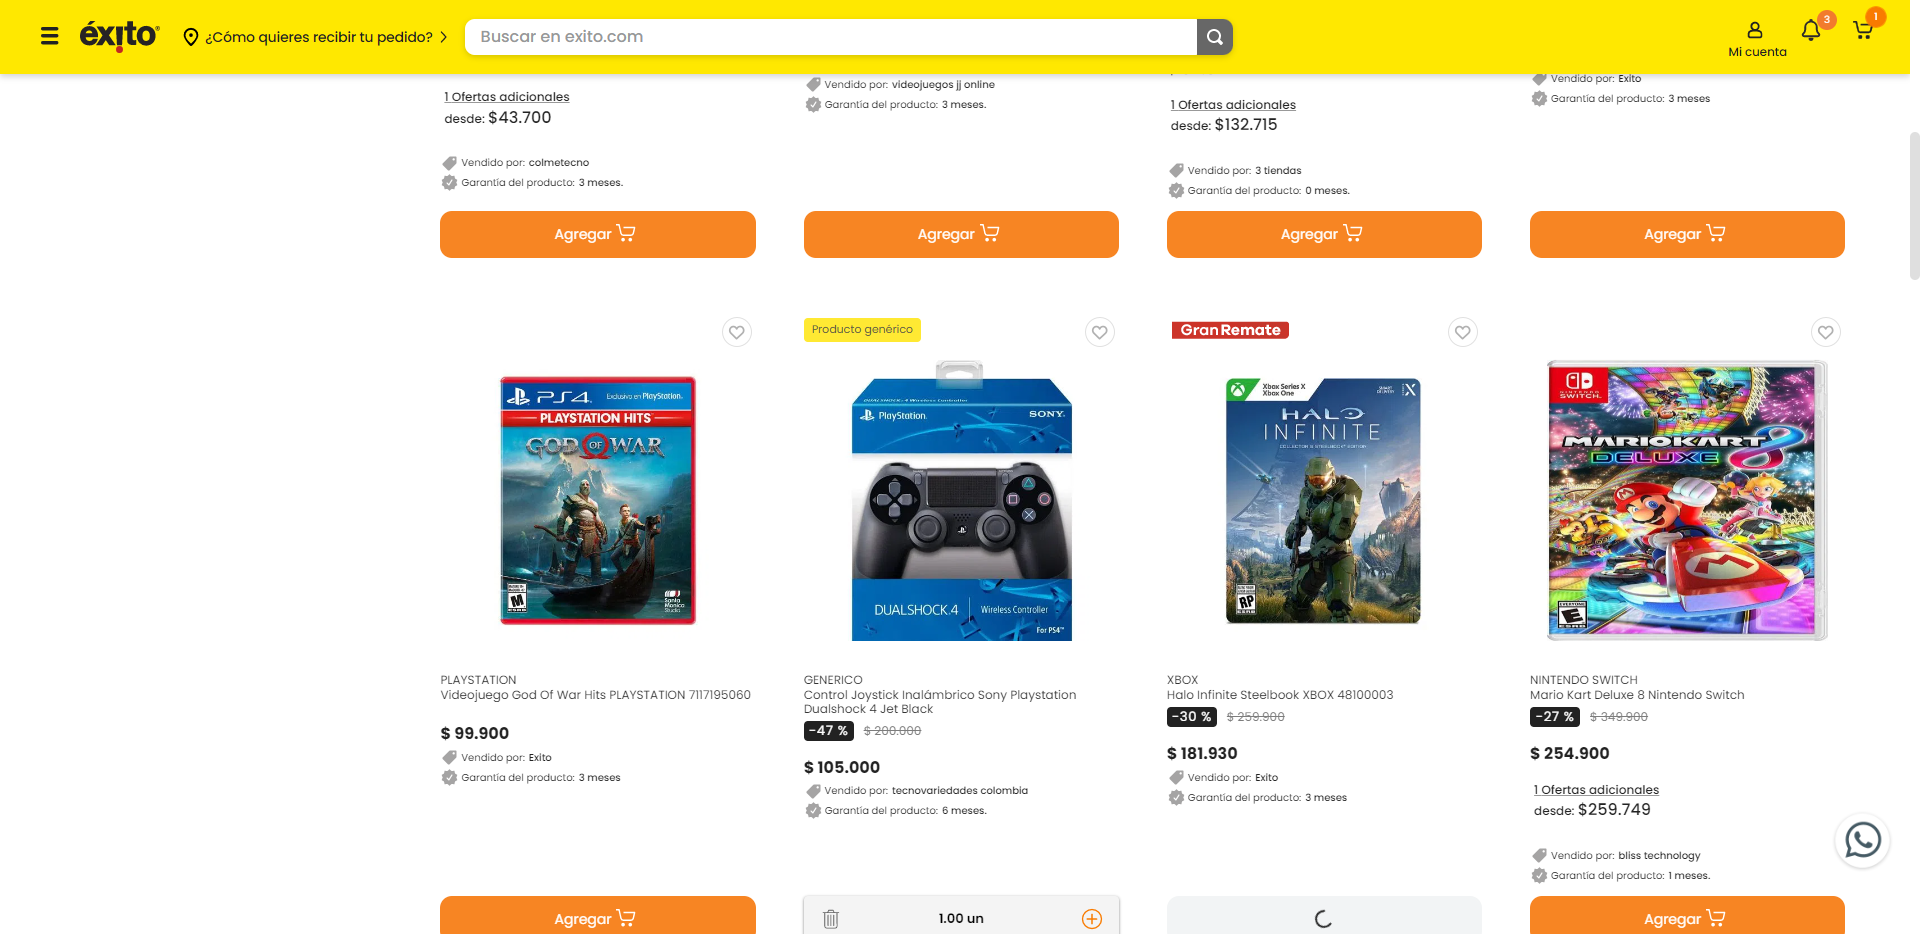 éxito
¿Cómo quieres recibir tu pedido?
Buscar en exito.com
Mi cuenta
3
1
1 Ofertas adicionales
desde: $43.700
Vendido por: colmetecno
Garantía del producto: 3 meses.
Agregar
Vendido por: videojuegos jj online
Garantía del producto: 3 meses.
Agregar
1 Ofertas adicionales
desde: $132.715
Vendido por: 3 tiendas
Garantía del producto: 0 meses.
Agregar
Vendido por: Exito
Garantía del producto: 3 meses
Agregar
PS4
Exclusivo en PlayStation.
PLAYSTATION HITS
GOD OF WAR
M
Santa Monica Studio
PLAYSTATION
Videojuego God Of War Hits PLAYSTATION 7117195060
$ 99.900
Vendido por: Exito
Garantía del producto: 3 meses
Agregar
Producto genérico
DUALSHOCK 4 Wireless Controller
PlayStation
SONY
DUALSHOCK 4
Wireless Controller
For PS4™
GENERICO
Control Joystick Inalámbrico Sony Playstation
Dualshock 4 Jet Black
-47 % $ 200.000
$ 105.000
Vendido por: tecnovariedades colombia
Garantía del producto: 6 meses.
1.00 un
Gran Remate
Xbox Series X
Xbox One
HALO
INFINITE
RP
XBOX
Halo Infinite Steelbook XBOX 48100003
-30 % $ 259.900
$ 181.930
Vendido por: Exito
Garantía del producto: 3 meses
NINTENDO
SWITCH
MARIOKART 8
DELUXE
EVERYONE
E
NINTENDO SWITCH
Mario Kart Deluxe 8 Nintendo Switch
-27 % $ 349.900
$ 254.900
1 Ofertas adicionales
desde: $259.749
Vendido por: bliss technology
Garantía del producto: 1 meses.
Agregar